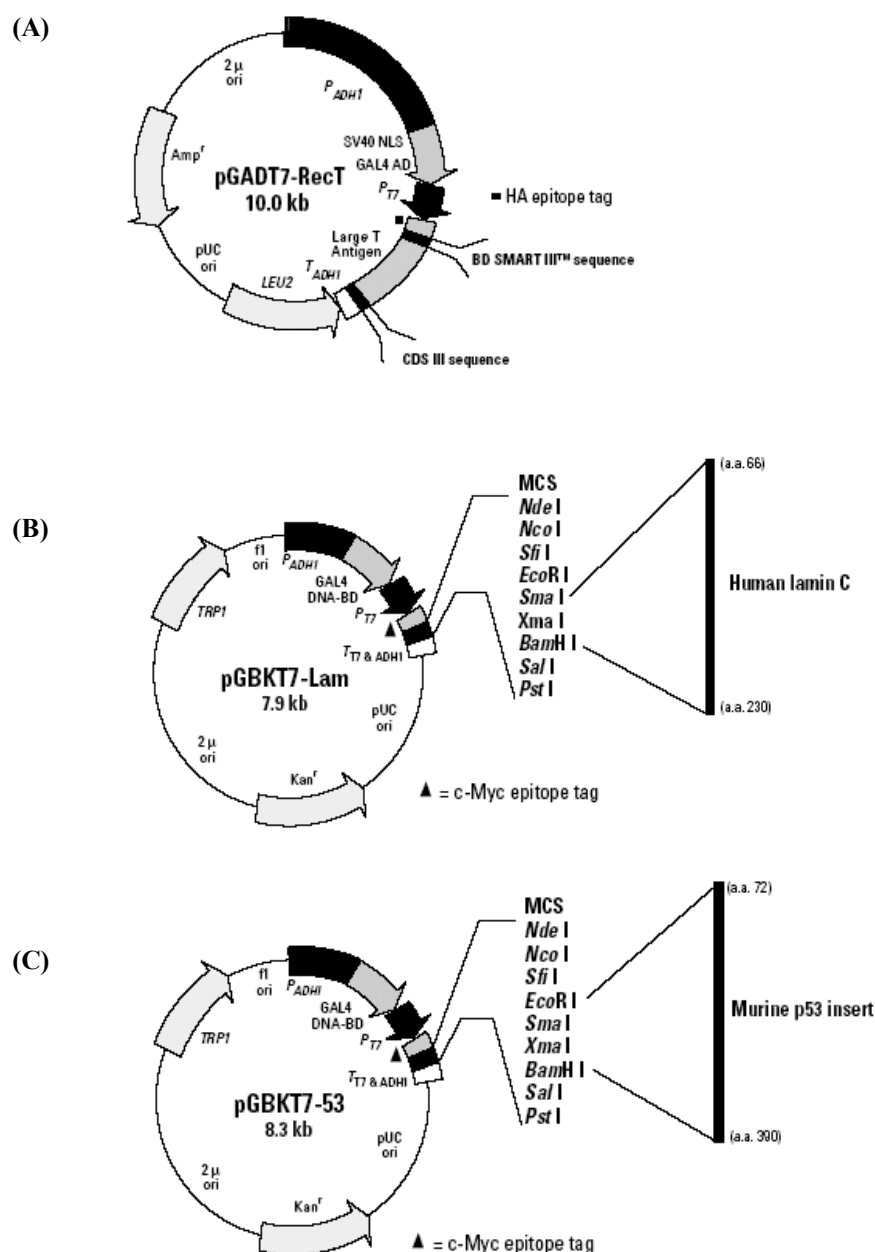 (A)
2 μ
ori
P ADH1
Amp r
SV40 NLS
GAL4 AD
pGADT7-RecT
10.0 kb
P T7
HA epitope tag
Large T
Antigen
BD SMART III™ sequence
pUC
ori
T ADH1
LEU2
CDS III sequence
(B)
f1
ori
P ADH1
GAL4
DNA-BD
TRP1
P T7
T T7 & ADH1
pGBKT7-Lam
7.9 kb
pUC
ori
2 μ
ori
Kan r
▲ = c-Myc epitope tag
MCS
Nde I
Nco I
Sfi I
EcoR I
Sma I
Xma I
BamH I
Sal I
Pst I
(a.a. 66)
Human lamin C
(a.a. 230)
(C)
f1
ori
P ADHI
GAL4
DNA-BD
TRP1
P T7
T T7 & ADHI
pGBKT7-53
8.3 kb
pUC
ori
2 μ
ori
Kan r
▲ = c-Myc epitope tag
MCS
Nde I
Nco I
Sfi I
EcoR I
Sma I
Xma I
BamH I
Sal I
Pst I
(a.a. 72)
Murine p53 insert
(a.a. 390)